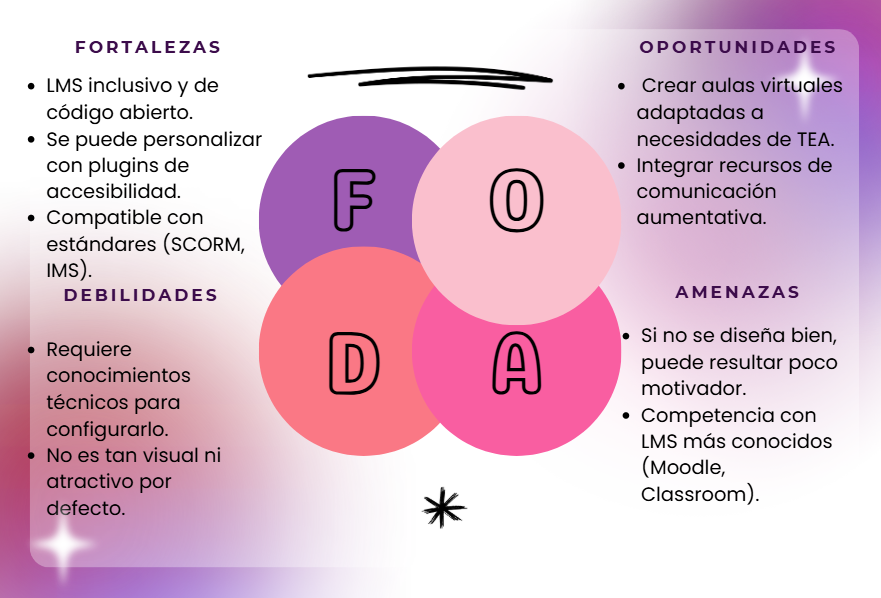 FORTALEZAS
• LMS inclusivo y de
código abierto.
• Se puede personalizar
con plugins de
accesibilidad.
• Compatible con
estándares (SCORM,
IMS).
OPORTUNIDADES
• Crear aulas virtuales
adaptadas a
necesidades de TEA.
• Integrar recursos de
comunicación
aumentativa.
F
O
D
A
DEBILIDADES
• Requiere
conocimientos
técnicos para
configurarlo.
• No es tan visual ni
atractivo por
defecto.
AMENAZAS
• Si no se diseña bien,
puede resultar poco
motivador.
• Competencia con
LMS más conocidos
(Moodle,
Classroom).